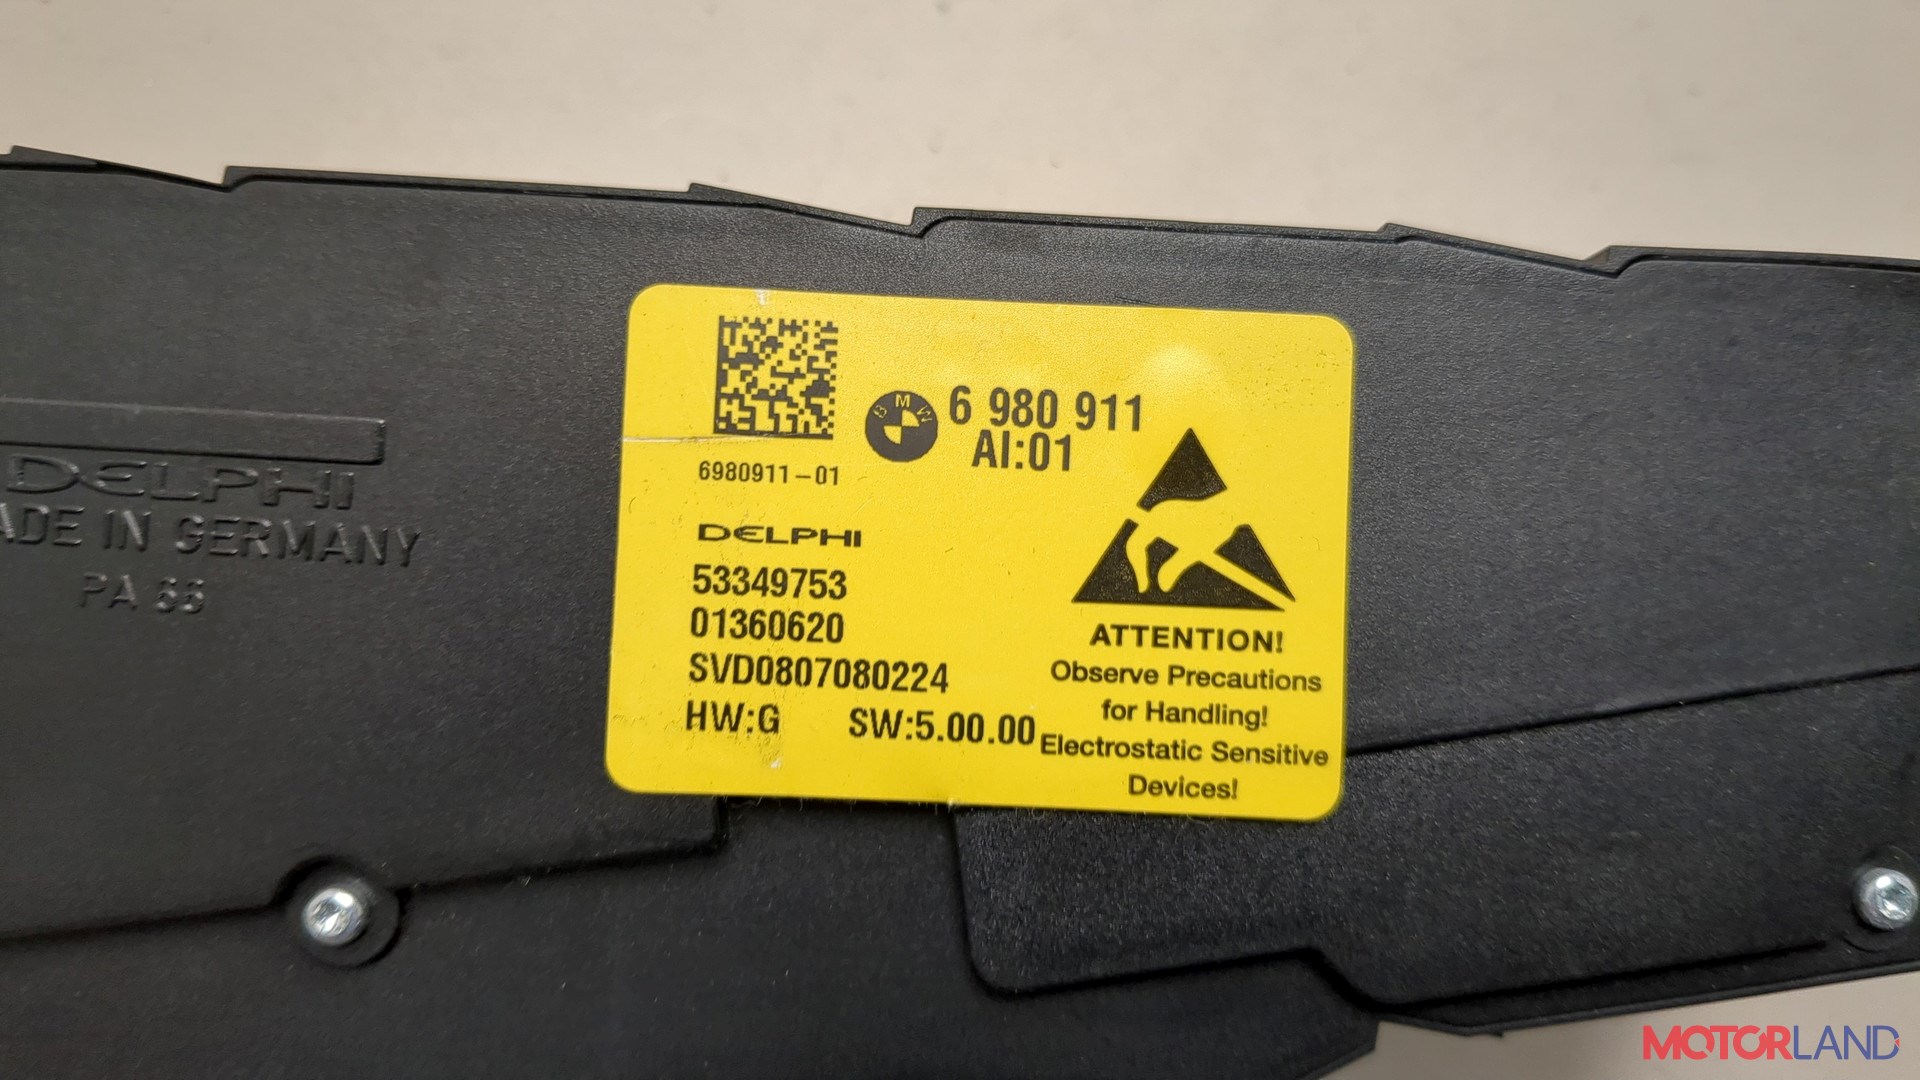 DELPHI
ADE IN GERMANY
PA 66
BMW
6 980 911
AI:01
6980911-01
DELPHI
53349753
01360620
SVD0807080224
HW:G SW:5.00.00
ATTENTION!
Observe Precautions
for Handling!
Electrostatic Sensitive
Devices!
MOTORLAND